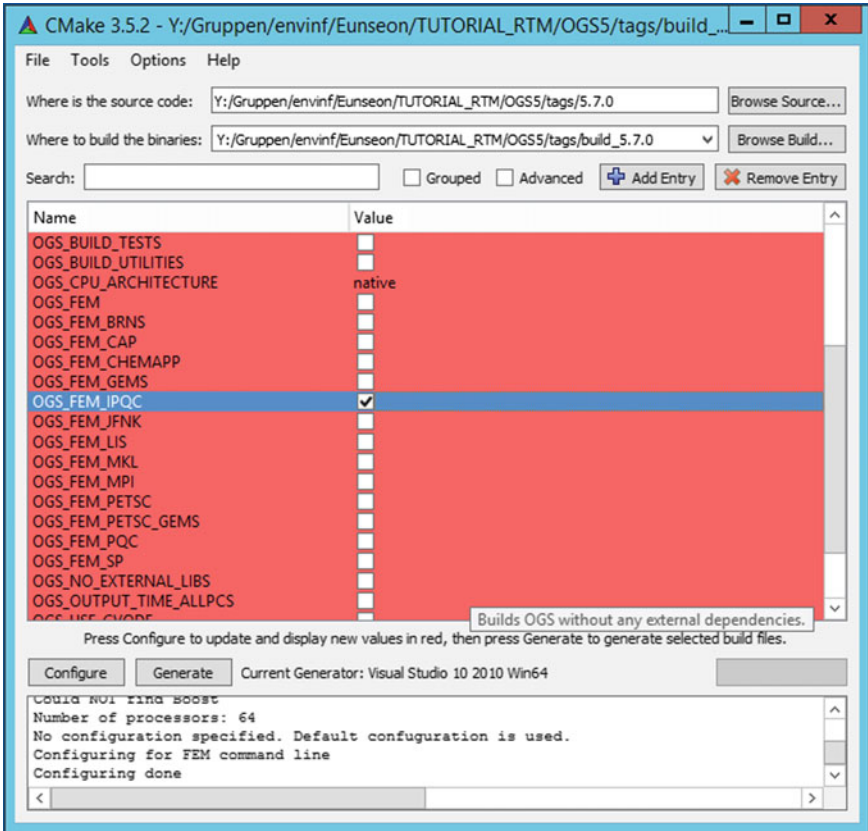 CMake 3.5.2 - Y:/Gruppen/envinf/Eunseon/TUTORIAL_RTM/OGS5/tags/build_...
File Tools Options Help
Where is the source code: Y:/Gruppen/envinf/Eunseon/TUTORIAL_RTM/OGS5/tags/5.7.0 Browse Source...
Where to build the binaries: Y:/Gruppen/envinf/Eunseon/TUTORIAL_RTM/OGS5/tags/build_5.7.0 Browse Build...
Search: Grouped Advanced Add Entry Remove Entry
Name Value
OGS_BUILD_TESTS
OGS_BUILD_UTILITIES
OGS_CPU_ARCHITECTURE native
OGS_FEM
OGS_FEM_BRNS
OGS_FEM_CAP
OGS_FEM_CHEMAPP
OGS_FEM_GEMS
OGS_FEM_IPQC
OGS_FEM_JFNK
OGS_FEM_LIS
OGS_FEM_MKL
OGS_FEM_MPI
OGS_FEM_PETSC
OGS_FEM_PETSC_GEMS
OGS_FEM_PQC
OGS_FEM_SP
OGS_NO_EXTERNAL_LIBS
OGS_OUTPUT_TIME_ALLPCS
OGS_USE_CVODE
Builds OGS without any external dependencies.
Press Configure to update and display new values in red, then press Generate to generate selected build files.
Configure Generate Current Generator: Visual Studio 10 2010 Win64
Could NOT find Boost
Number of processors: 64
No configuration specified. Default confuguration is used.
Configuring for FEM command line
Configuring done